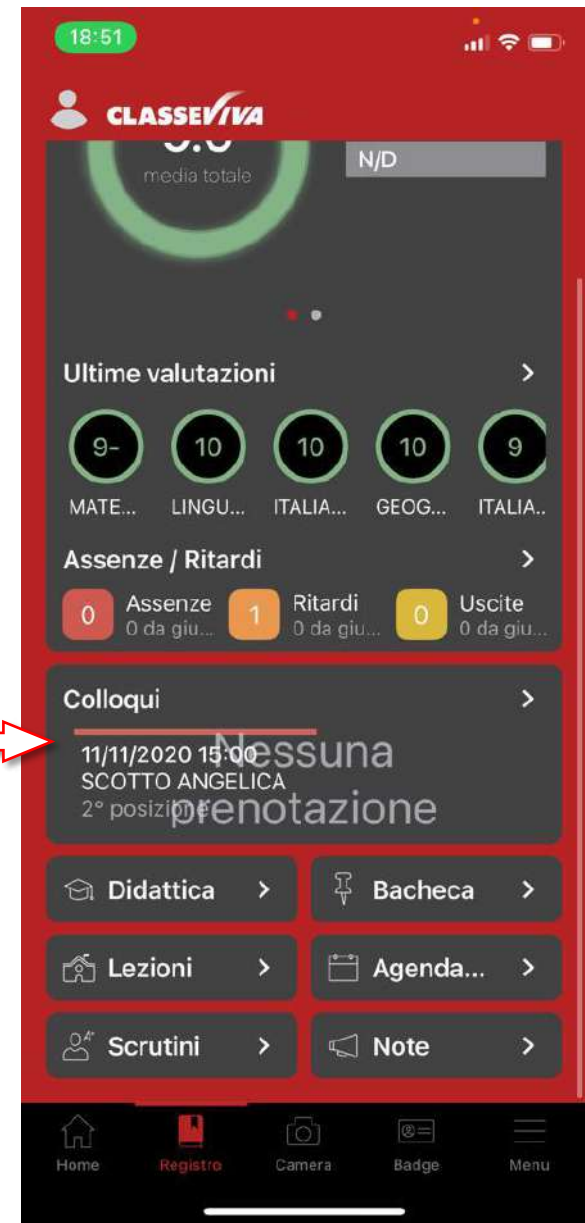 18:51
CLASSEVIVA
media totale
N/D
Ultime valutazioni
9-
10
10
10
9
MATE...
LINGU...
ITALIA...
GEOG...
ITALIA..
Assenze / Ritardi
0
Assenze
0 da giu...
1
Ritardi
0 da giu...
0
Uscite
0 da giu...
Colloqui
Nessuna
prenotazione
11/11/2020 15:00
SCOTTO ANGELICA
2° posizione
Didattica
Bacheca
Lezioni
Agenda...
Scrutini
Note
Home
Registro
Camera
Badge
Menu